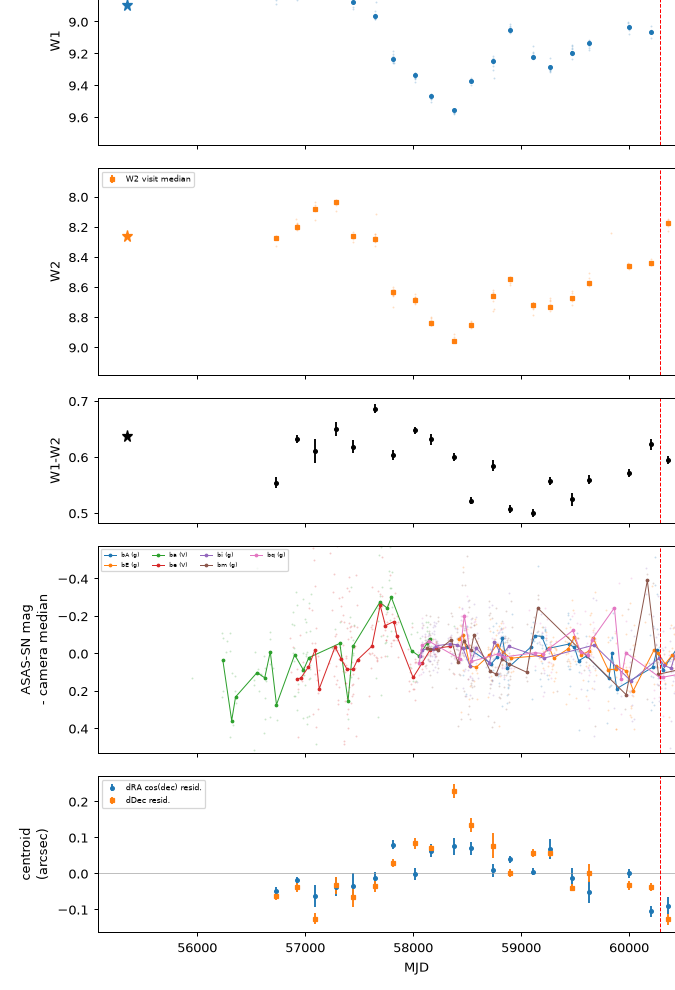 W1
9.0
9.2
9.4
9.6
W2 visit median
W2
8.0
8.2
8.4
8.6
8.8
9.0
W1-W2
0.7
0.6
0.5
bA (g)
bE (g)
ba (V)
be (V)
bi (g)
bm (g)
bq (g)
ASAS-SN mag
- camera median
−0.4
−0.2
0.0
0.2
0.4
dRA cos(dec) resid.
dDec resid.
centroid
(arcsec)
0.2
0.1
0.0
−0.1
56000
57000
58000
59000
60000
MJD